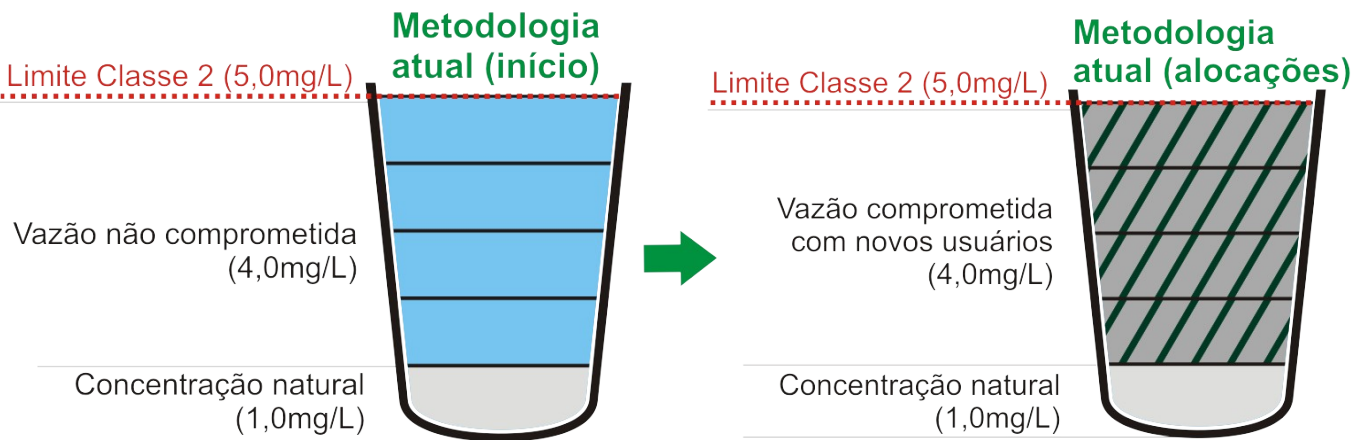 Metodologia
atual (início)
Limite Classe 2 (5,0mg/L)
Vazão não comprometida
(4,0mg/L)
Concentração natural
(1,0mg/L)
Metodologia
atual (alocações)
Limite Classe 2 (5,0mg/L)
Vazão comprometida
com novos usuários
(4,0mg/L)
Concentração natural
(1,0mg/L)